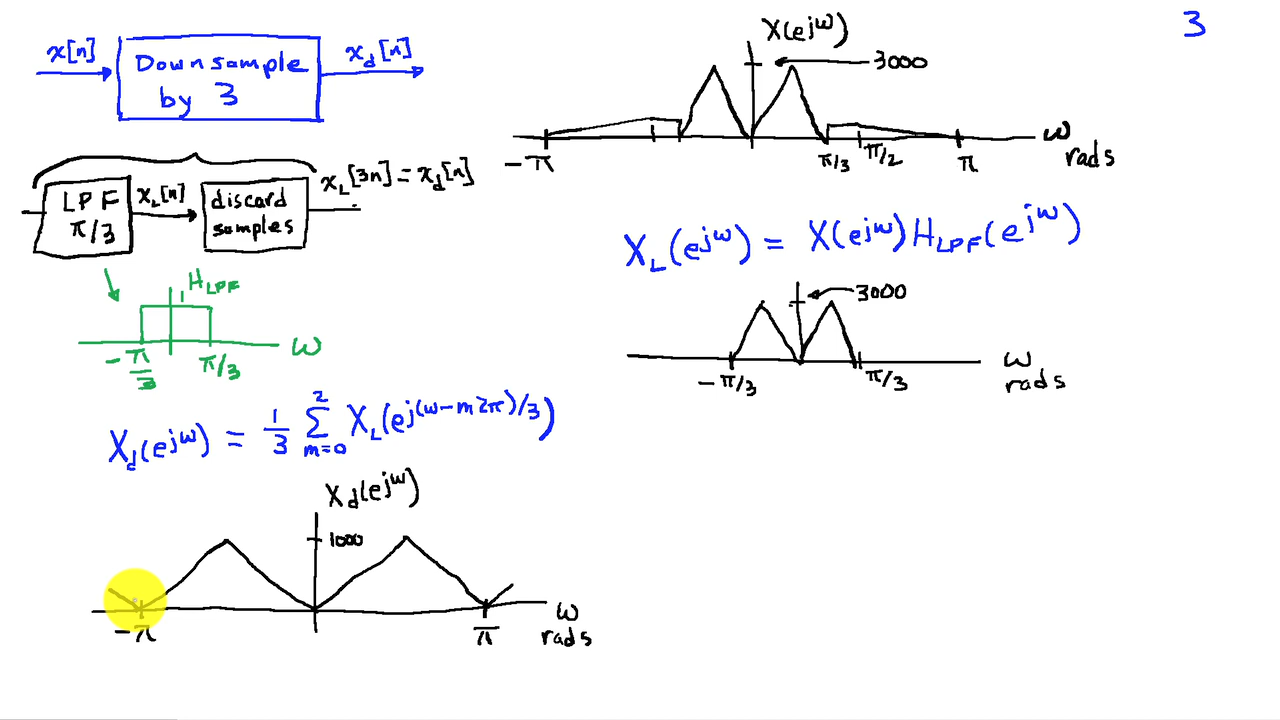 3
x[n]
Downsample
by 3
x_d[n]
LPF
π/3
x_L[n]
discard
samples
x_L[3n] = x_d[n]
H_LPF
1
-π/3
π/3
ω
X_d(e^jω) = 1/3 Σ_{m=0}^{2} X_L(e^j(ω-m2π)/3)
X_d(e^jω)
1000
-π
π
ω
rads
X(e^jω)
3000
-π
π/3
π/2
π
ω
rads
X_L(e^jω) = X(e^jω) H_LPF(e^jω)
3000
-π/3
π/3
ω
rads